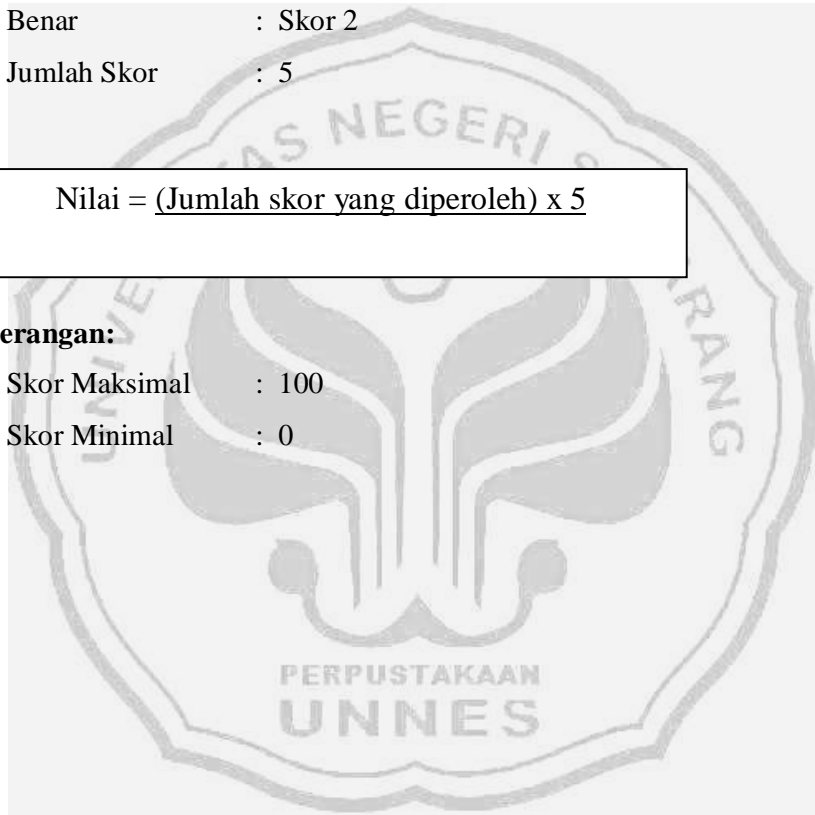 Benar : Skor 2
Jumlah Skor : 5
Nilai = (Jumlah skor yang diperoleh) x 5
erangan:
Skor Maksimal : 100
Skor Minimal : 0
PERPUSTAKAAN
UNNES